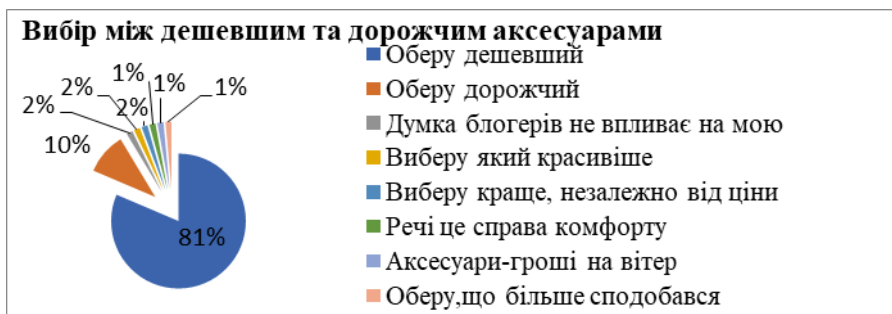 Вибір між дешевшим та дорожчим аксесуарами
81%
10%
2%
2%
2%
1%
1%
1%
Оберу дешевший
Оберу дорожчий
Думка блогерів не впливає на мою
Виберу який красивіше
Виберу краще, незалежно від ціни
Речі це справа комфорту
Аксесуари-гроші на вітер
Оберу,що більше сподобався